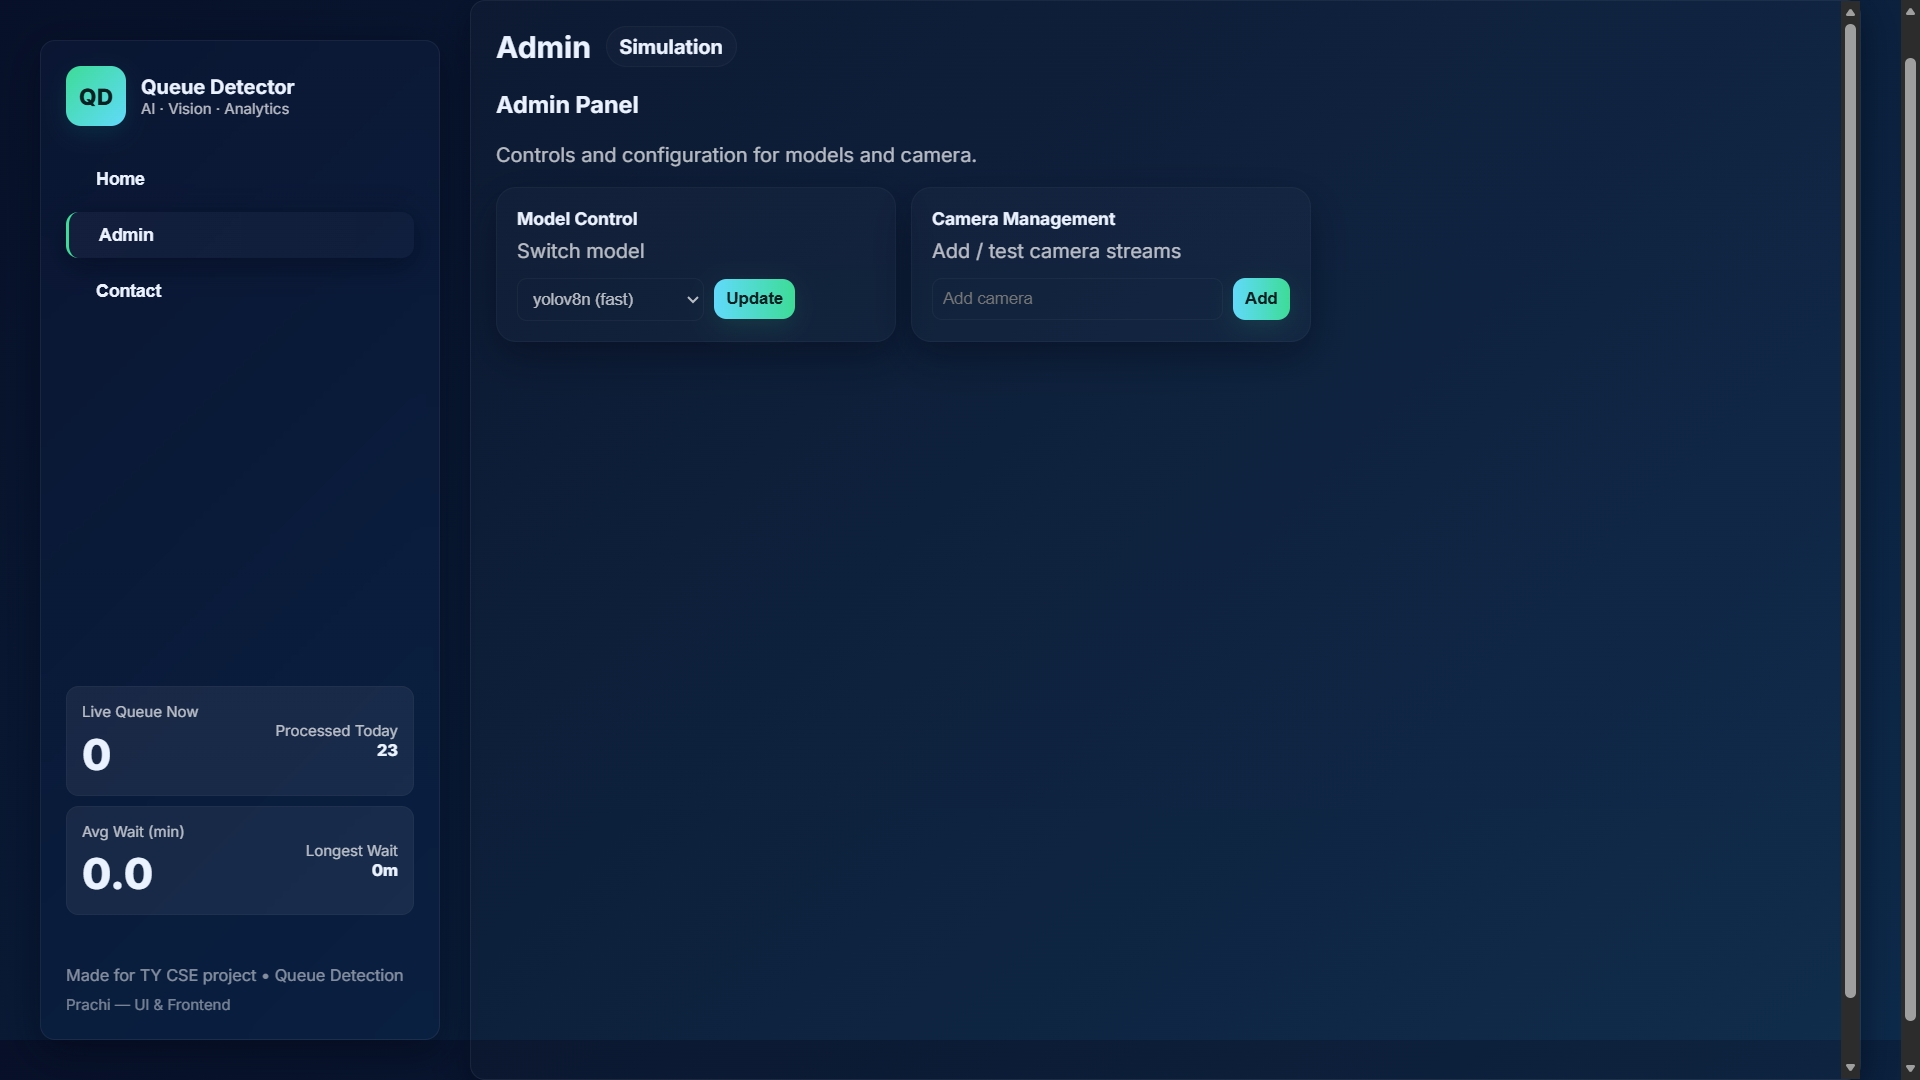 QD
Queue Detector
AI · Vision · Analytics
Home
Admin
Contact
Live Queue Now
0
Processed Today
23
Avg Wait (min)
0.0
Longest Wait
0m
Made for TY CSE project • Queue Detection
Prachi — UI & Frontend
Admin
Simulation
Admin Panel
Controls and configuration for models and camera.
Model Control
Switch model
yolov8n (fast)
Update
Camera Management
Add / test camera streams
Add camera
Add